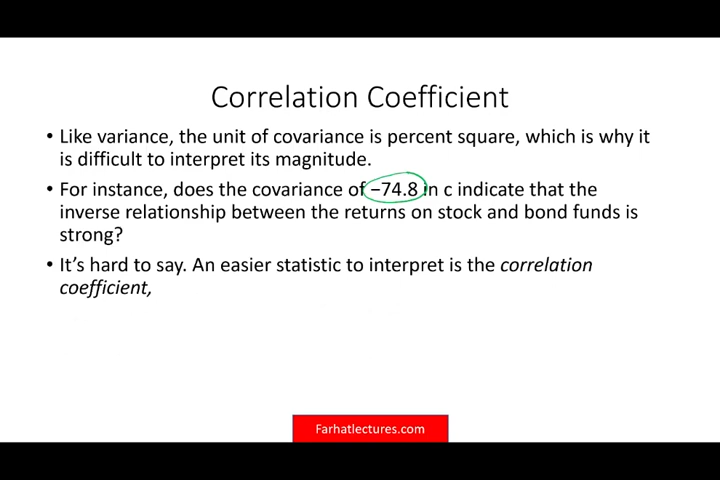 Correlation Coefficient
• Like variance, the unit of covariance is percent square, which is why it
is difficult to interpret its magnitude.
• For instance, does the covariance of −74.8 in c indicate that the
inverse relationship between the returns on stock and bond funds is
strong?
• It’s hard to say. An easier statistic to interpret is the correlation
coefficient,
Farhatlectures.com